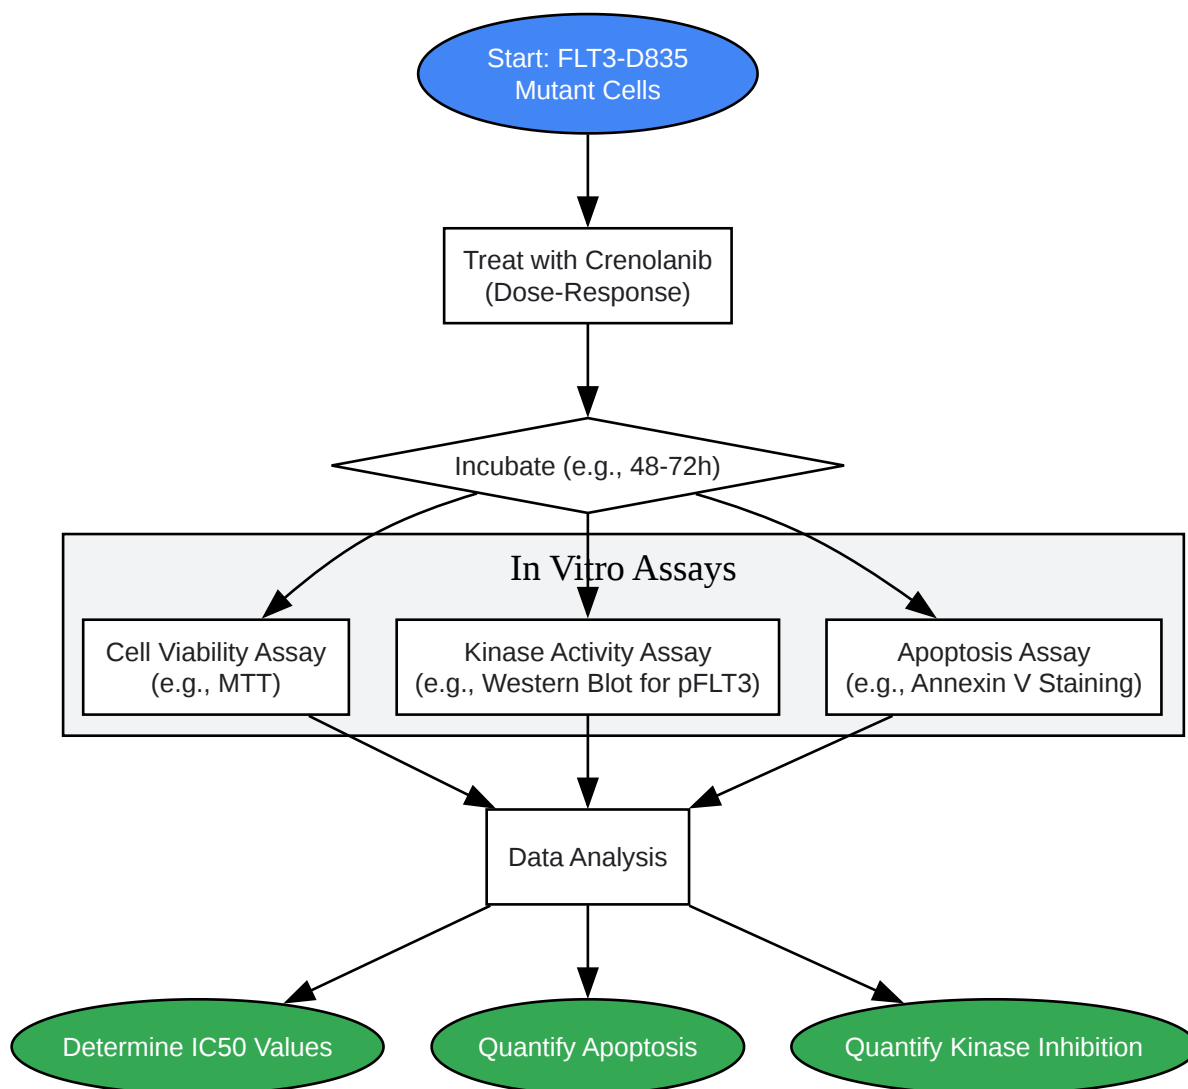 Start: FLT3-D835
Mutant Cells
Treat with Crenolanib
(Dose-Response)
Incubate (e.g., 48-72h)
In Vitro Assays
Cell Viability Assay
(e.g., MTT)
Kinase Activity Assay
(e.g., Western Blot for pFLT3)
Apoptosis Assay
(e.g., Annexin V Staining)
Data Analysis
Determine IC50 Values
Quantify Apoptosis
Quantify Kinase Inhibition